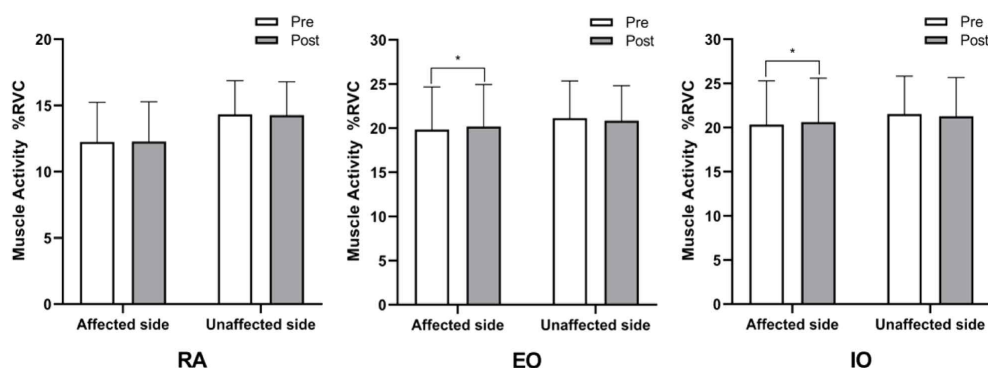 Pre
Post
Muscle Activity %RVC
20
15
10
5
0
Affected side
Unaffected side
RA
Pre
Post
Muscle Activity %RVC
30
25
20
15
10
5
0
*
Affected side
Unaffected side
EO
Pre
Post
Muscle Activity %RVC
30
25
20
15
10
5
0
*
Affected side
Unaffected side
IO